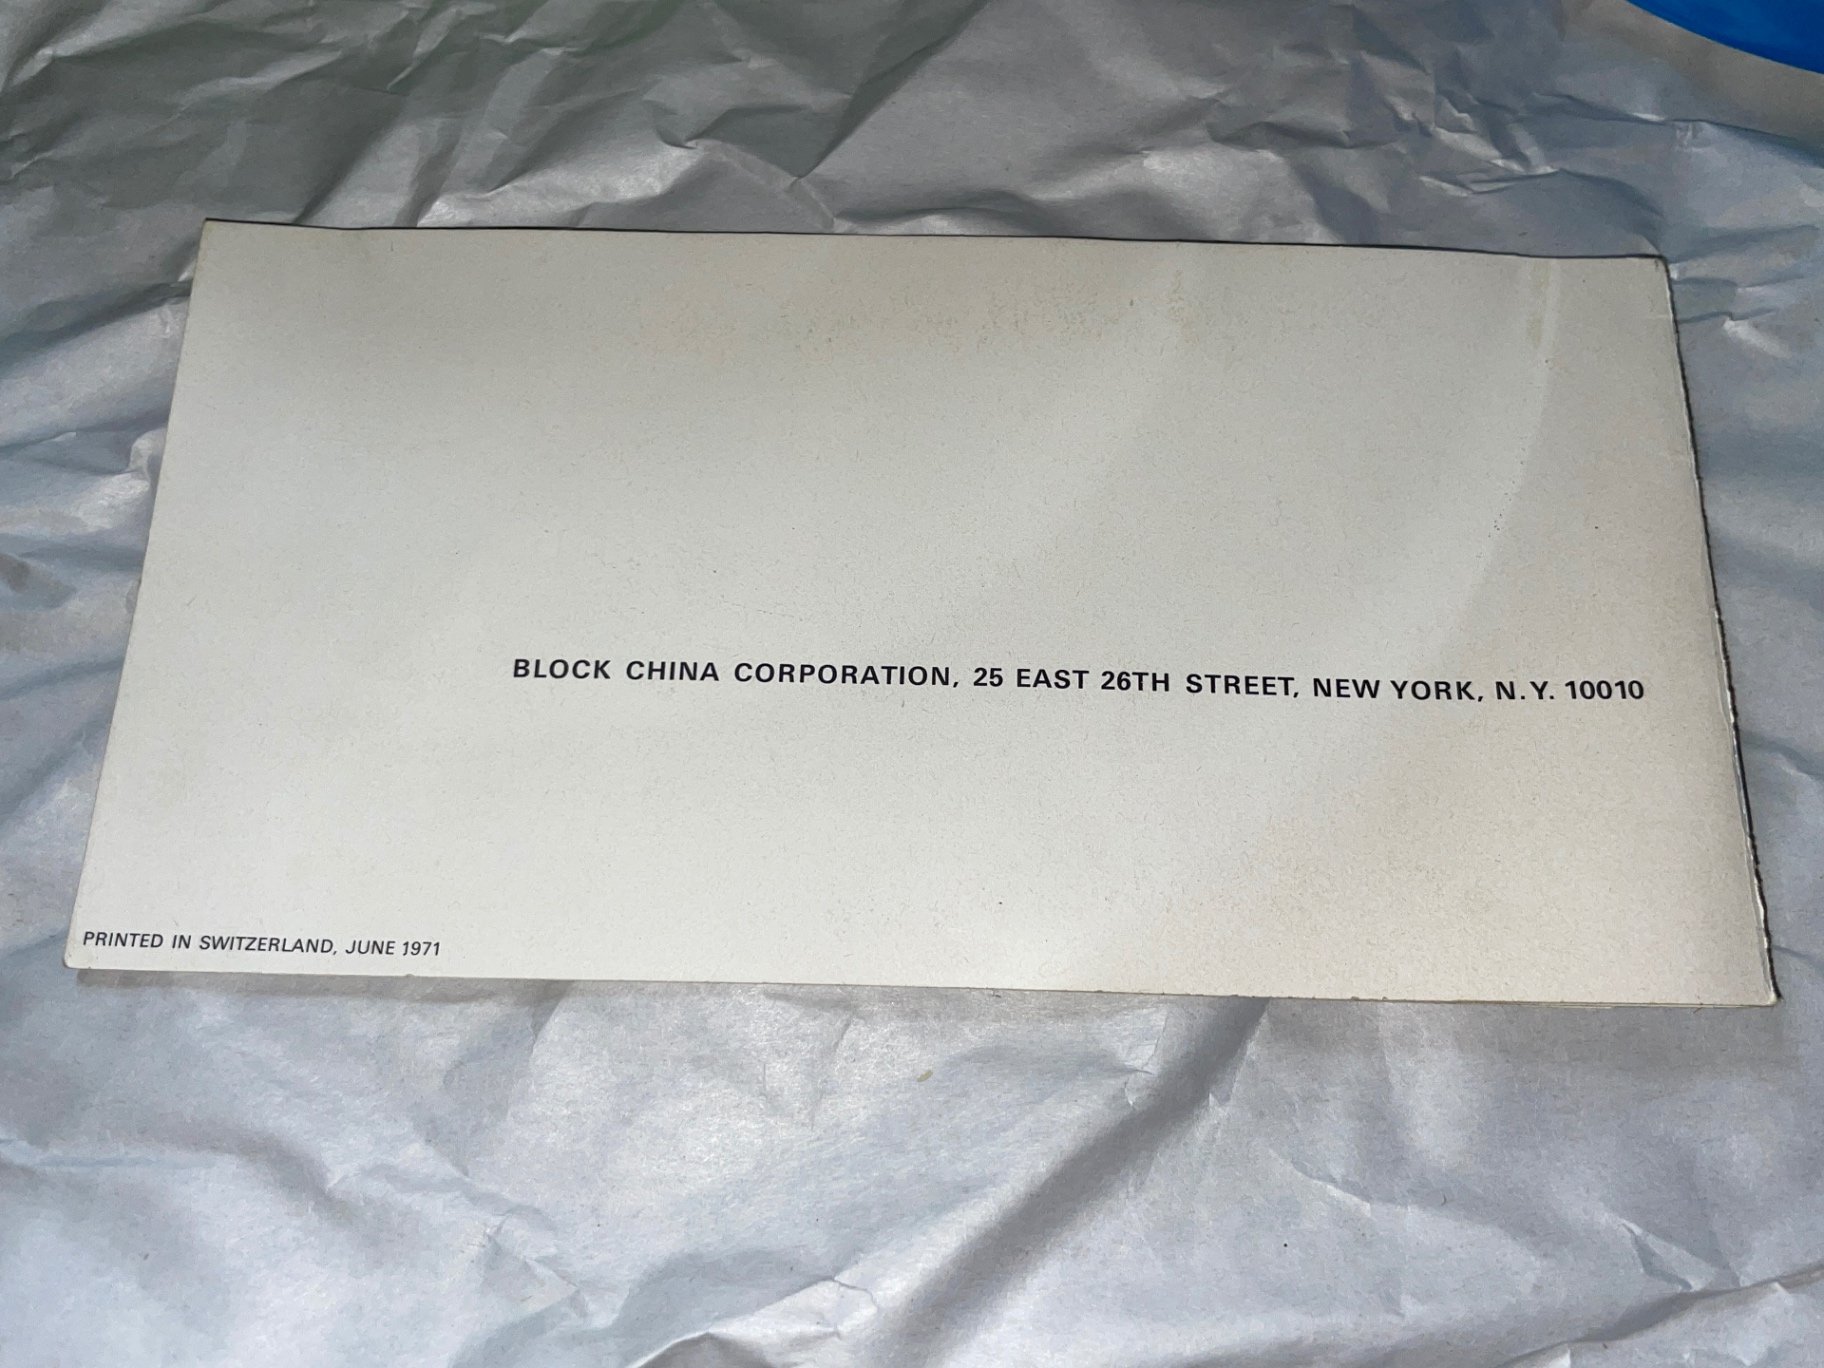 BLOCK CHINA CORPORATION, 25 EAST 26TH STREET, NEW YORK, N.Y. 10010
PRINTED IN SWITZERLAND, JUNE 1971